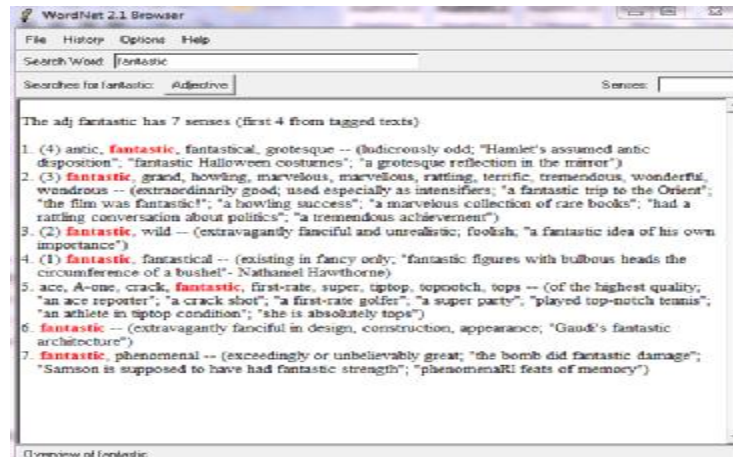 WordNet 2.1 Browser
File History Options Help
Search Word: fantastic
Searches for fantastic: Adjective Senses:
The adj fantastic has 7 senses (first 4 from tagged texts)
1. (4) antic, fantastic, fantastical, grotesque -- (ludicrously odd; "Hamlet's assumed antic
disposition"; "fantastic Halloween costumes"; "a grotesque reflection in the mirror")
2. (3) fantastic, grand, howling, marvelous, marvellous, rattling, terrific, tremendous, wonderful,
wondrous -- (extraordinarily good; used especially as intensifiers; "a fantastic trip to the Orient";
"the film was fantastic!"; "a howling success"; "a marvelous collection of rare books"; "had a
rattling conversation about politics"; "a tremendous achievement")
3. (2) fantastic, wild -- (extravagantly fanciful and unrealistic; foolish; "a fantastic idea of his own
importance")
4. (1) fantastic, fantastical -- (existing in fancy only; "fantastic figures with bulbous heads the
circumference of a bushel"- Nathaniel Hawthorne)
5. ace, A-one, crack, fantastic, first-rate, super, tiptop, topnotch, tops -- (of the highest quality;
"an ace reporter"; "a crack shot"; "a first-rate golfer"; "a super party"; "played top-notch tennis";
"an athlete in tiptop condition"; "she is absolutely tops")
6. fantastic -- (extravagantly fanciful in design, construction, appearance; "Gaudi's fantastic
architecture")
7. fantastic, phenomenal -- (exceedingly or unbelievably great; "the bomb did fantastic damage";
"Samson is supposed to have had fantastic strength"; "phenomenaRl feats of memory")
Overview of fantastic